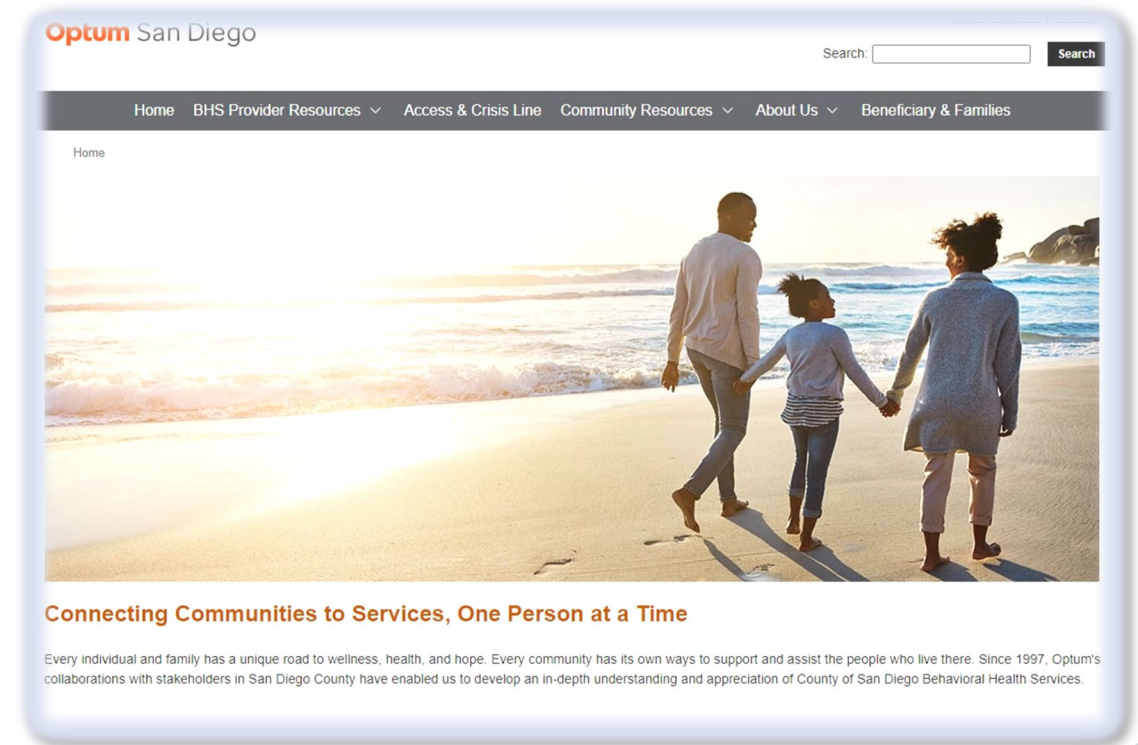 Optum San Diego
Search:
Search
Home BHS Provider Resources Access & Crisis Line Community Resources About Us Beneficiary & Families
Home
Connecting Communities to Services, One Person at a Time
Every individual and family has a unique road to wellness, health, and hope. Every community has its own ways to support and assist the people who live there. Since 1997, Optum's
collaborations with stakeholders in San Diego County have enabled us to develop an in-depth understanding and appreciation of County of San Diego Behavioral Health Services.